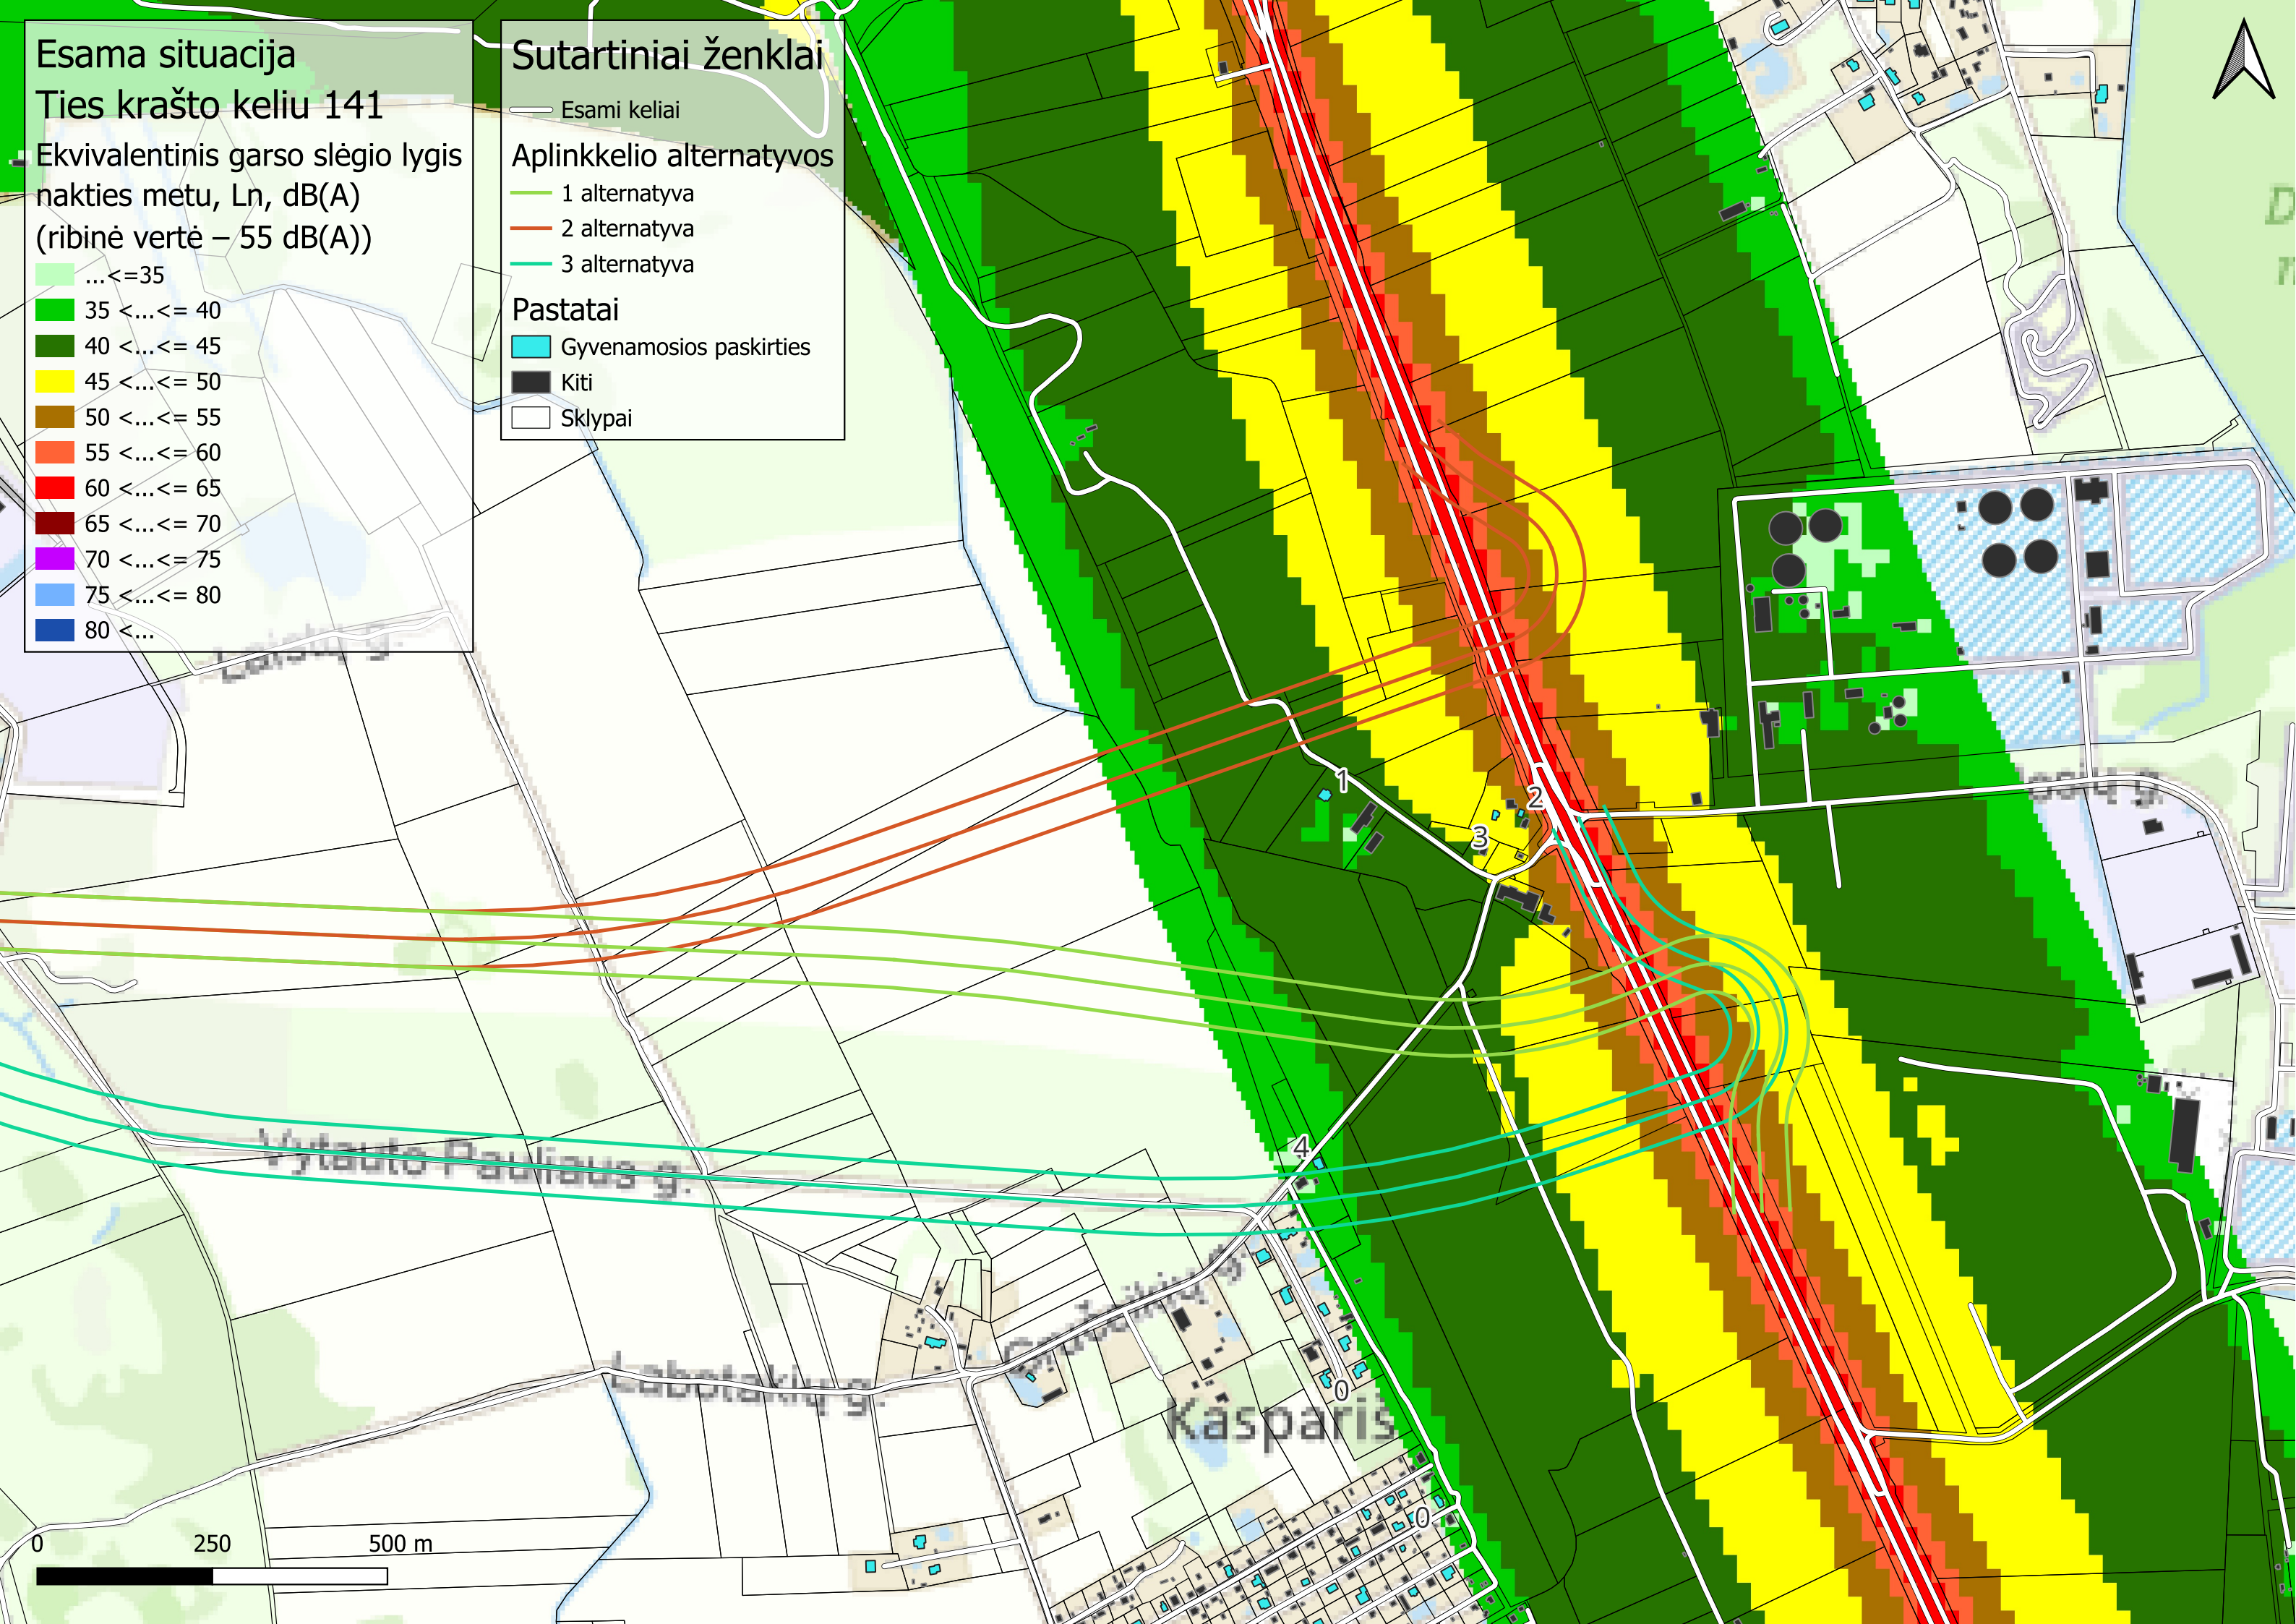 Esama situacija
Ties krašto keliu 141
Ekvivalentinis garso slėgio lygis
nakties metu, Ln, dB(A)
(ribinė vertė – 55 dB(A))
...<=35
35 <...<= 40
40 <...<= 45
45 <...<= 50
50 <...<= 55
55 <...<= 60
60 <...<= 65
65 <...<= 70
70 <...<= 75
75 <...<= 80
80 <...
Sutartiniai ženklai
Esami keliai
Aplinkkelio alternatyvos
1 alternatyva
2 alternatyva
3 alternatyva
Pastatai
Gyvenamosios paskirties
Kiti
Sklypai
Laistų g.
1
2
3
4
Vytauto Pauliaus g.
Labotakių g.
0
Kasparis
0
0 250 500 m